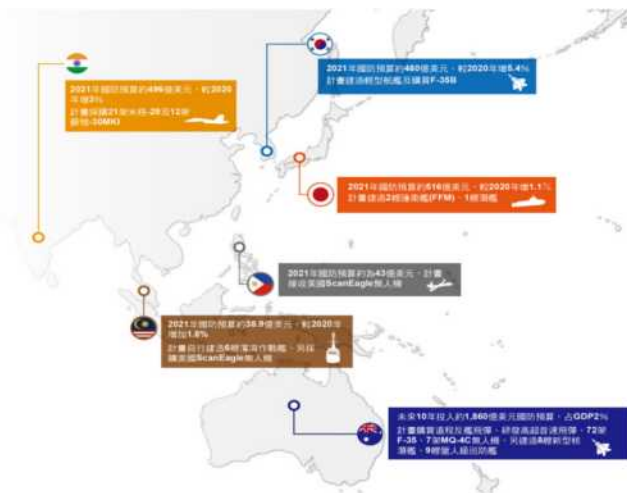 2021年國防預算約480億美元，較2020年增5.4%
計畫建造輕型航艦及購買F-35B
2021年國防預算約496億美元，較2020
年增3%
計畫採購21架米格-29及12架
蘇愷-30MKI
2021年國防預算約516億美元，較2020年增1.1%
計畫建造2艘護衛艦(FFM)、1艘潛艦
2021年國防預算約為43億美元，計畫
接收美國ScanEagle無人機
2021年國防預算約38.9億美元，較2020年
增加1.8%
計畫自行建造6艘濱海作戰艦，另採
購美國ScanEagle無人機
未來10年投入約1,860億美元國防預算，占GDP2%
計畫購買遠程反艦飛彈、研發高超音速飛彈、72架
F-35、7架MQ-4C無人機，另建造8艘新型核
潛艦、9艘獵人級巡防艦